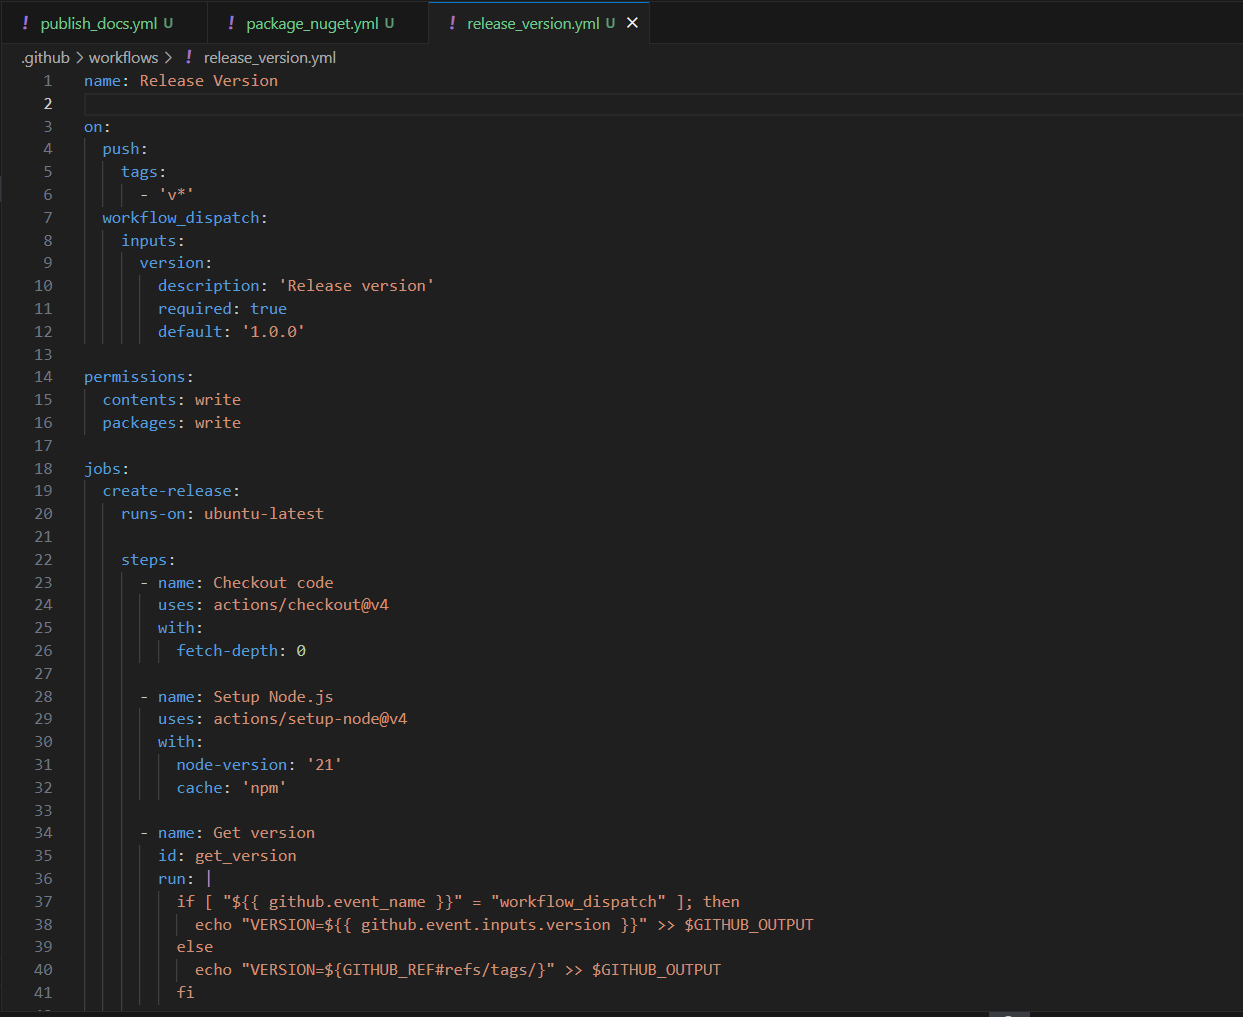 ! publish_docs.yml U ! package_nuget.yml U ! release_version.yml U ×
.github > workflows > ! release_version.yml
1 name: Release Version
2
3 on:
4   push:
5     tags:
6       - 'v*'
7   workflow_dispatch:
8     inputs:
9       version:
10         description: 'Release version'
11         required: true
12         default: '1.0.0'
13
14 permissions:
15   contents: write
16   packages: write
17
18 jobs:
19   create-release:
20     runs-on: ubuntu-latest
21
22     steps:
23       - name: Checkout code
24         uses: actions/checkout@v4
25         with:
26           fetch-depth: 0
27
28       - name: Setup Node.js
29         uses: actions/setup-node@v4
30         with:
31           node-version: '21'
32           cache: 'npm'
33
34       - name: Get version
35         id: get_version
36         run: |
37           if [ "${{ github.event_name }}" = "workflow_dispatch" ]; then
38             echo "VERSION=${{ github.event.inputs.version }}" >> $GITHUB_OUTPUT
39           else
40             echo "VERSION=${GITHUB_REF#refs/tags/}" >> $GITHUB_OUTPUT
41           fi